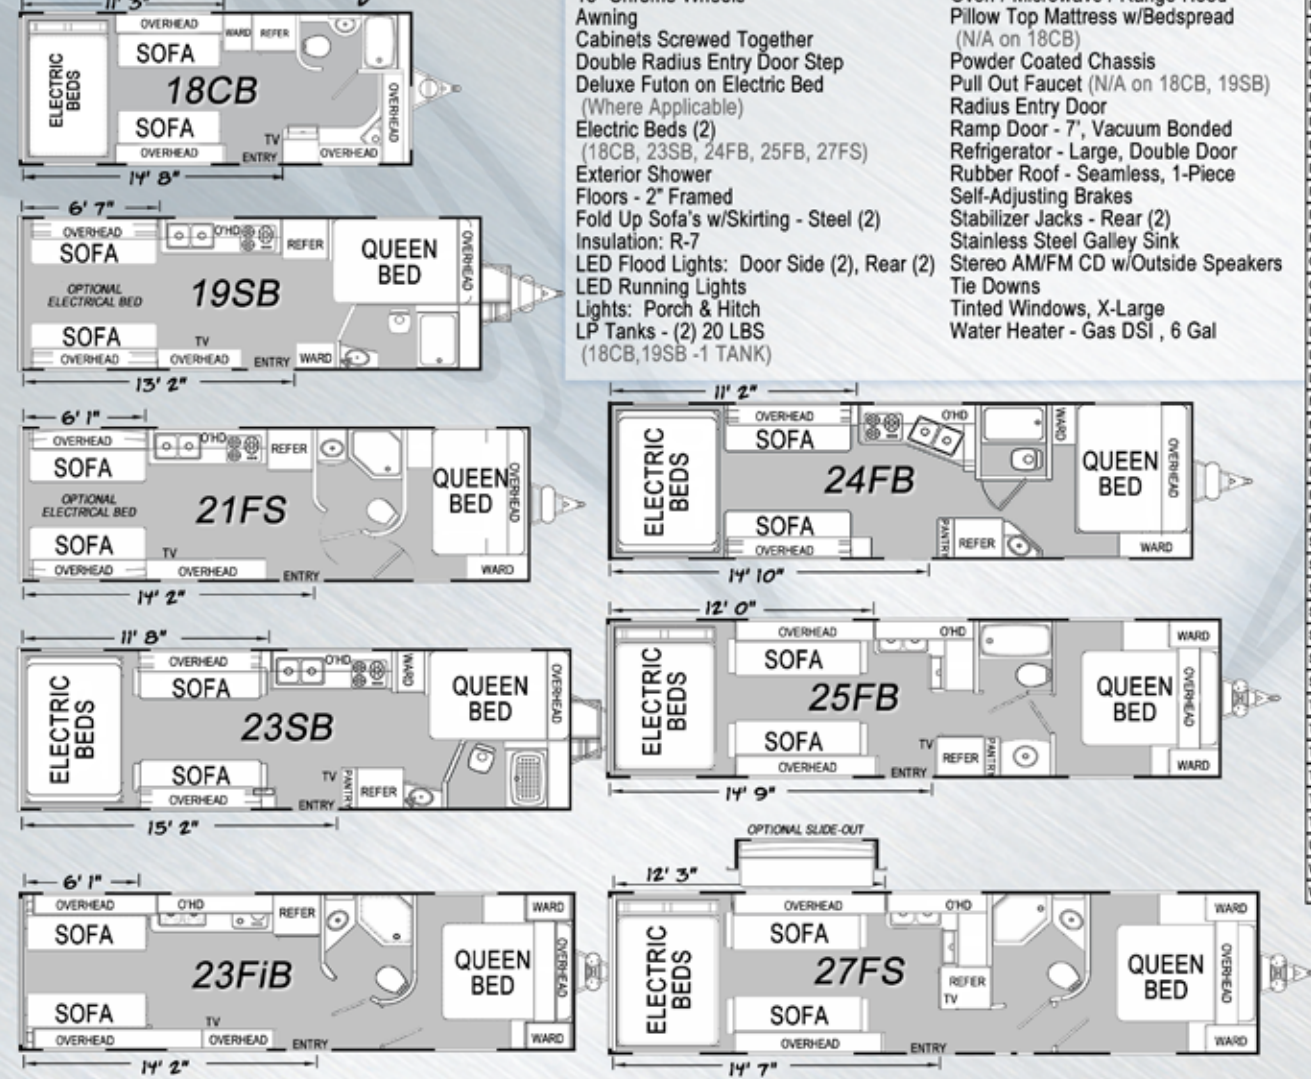 11' 3"
OVERHEAD
SOFA
WARD
REFER
ELECTRIC
BEDS
18CB
OVERHEAD
SOFA
TV
OVERHEAD
ENTRY
OVERHEAD
14' 8"
Awning
Cabinets Screwed Together
Double Radius Entry Door Step
Deluxe Futon on Electric Bed
(Where Applicable)
Electric Beds (2)
(18CB, 23SB, 24FB, 25FB, 27FS)
Exterior Shower
Floors - 2" Framed
Fold Up Sofa's w/Skirting - Steel (2)
Insulation: R-7
LED Flood Lights: Door Side (2), Rear (2)
LED Running Lights
Lights: Porch & Hitch
LP Tanks - (2) 20 LBS
(18CB,19SB -1 TANK)
Pillow Top Mattress w/Bedspread
(N/A on 18CB)
Powder Coated Chassis
Pull Out Faucet (N/A on 18CB, 19SB)
Radius Entry Door
Ramp Door - 7', Vacuum Bonded
Refrigerator - Large, Double Door
Rubber Roof - Seamless, 1-Piece
Self-Adjusting Brakes
Stabilizer Jacks - Rear (2)
Stainless Steel Galley Sink
Stereo AM/FM CD w/Outside Speakers
Tie Downs
Tinted Windows, X-Large
Water Heater - Gas DSI , 6 Gal
6' 7"
OVERHEAD
SOFA
O'HD
REFER
QUEEN
BED
OVERHEAD
OPTIONAL
ELECTRICAL BED
19SB
SOFA
TV
OVERHEAD
OVERHEAD
ENTRY
WARD
13' 2"
6' 1"
OVERHEAD
SOFA
O'HD
REFER
QUEEN
BED
OVERHEAD
OPTIONAL
ELECTRICAL BED
21FS
SOFA
TV
OVERHEAD
OVERHEAD
ENTRY
WARD
14' 2"
11' 8"
OVERHEAD
SOFA
O'HD
WARD
QUEEN
BED
OVERHEAD
ELECTRIC
BEDS
23SB
SOFA
OVERHEAD
TV
ENTRY
PANTRY
REFER
15' 2"
6' 1"
OVERHEAD
SOFA
O'HD
REFER
WARD
QUEEN
BED
OVERHEAD
23FiB
SOFA
TV
OVERHEAD
OVERHEAD
ENTRY
WARD
14' 2"
11' 2"
OVERHEAD
SOFA
O'HD
WARD
ELECTRIC
BEDS
24FB
QUEEN
BED
OVERHEAD
SOFA
OVERHEAD
PANTRY
REFER
WARD
14' 10"
12' 0"
OVERHEAD
SOFA
O'HD
WARD
ELECTRIC
BEDS
25FB
QUEEN
BED
OVERHEAD
SOFA
OVERHEAD
TV
ENTRY
REFER
PANTRY
WARD
14' 9"
OPTIONAL SLIDE-OUT
12' 3"
OVERHEAD
SOFA
O'HD
WARD
ELECTRIC
BEDS
27FS
REFER
TV
QUEEN
BED
OVERHEAD
SOFA
OVERHEAD
ENTRY
WARD
14' 7"